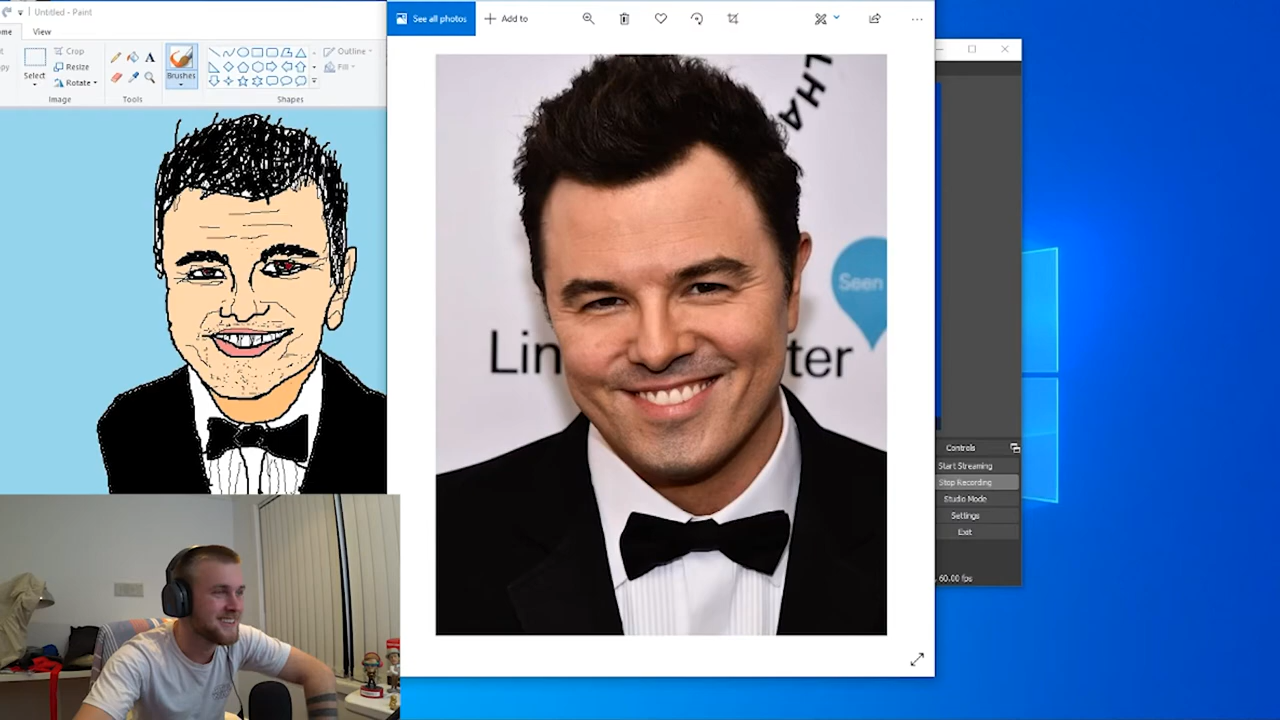 Untitled - Paint
See all photos
Add to
View
Crop
Resize
Rotate
Select
Brushes
Outline
Fill
Image
Tools
Shapes
LHA
Seen
Lin
ter
Controls
Start Streaming
Stop Recording
Studio Mode
Settings
Exit
60.00 fps